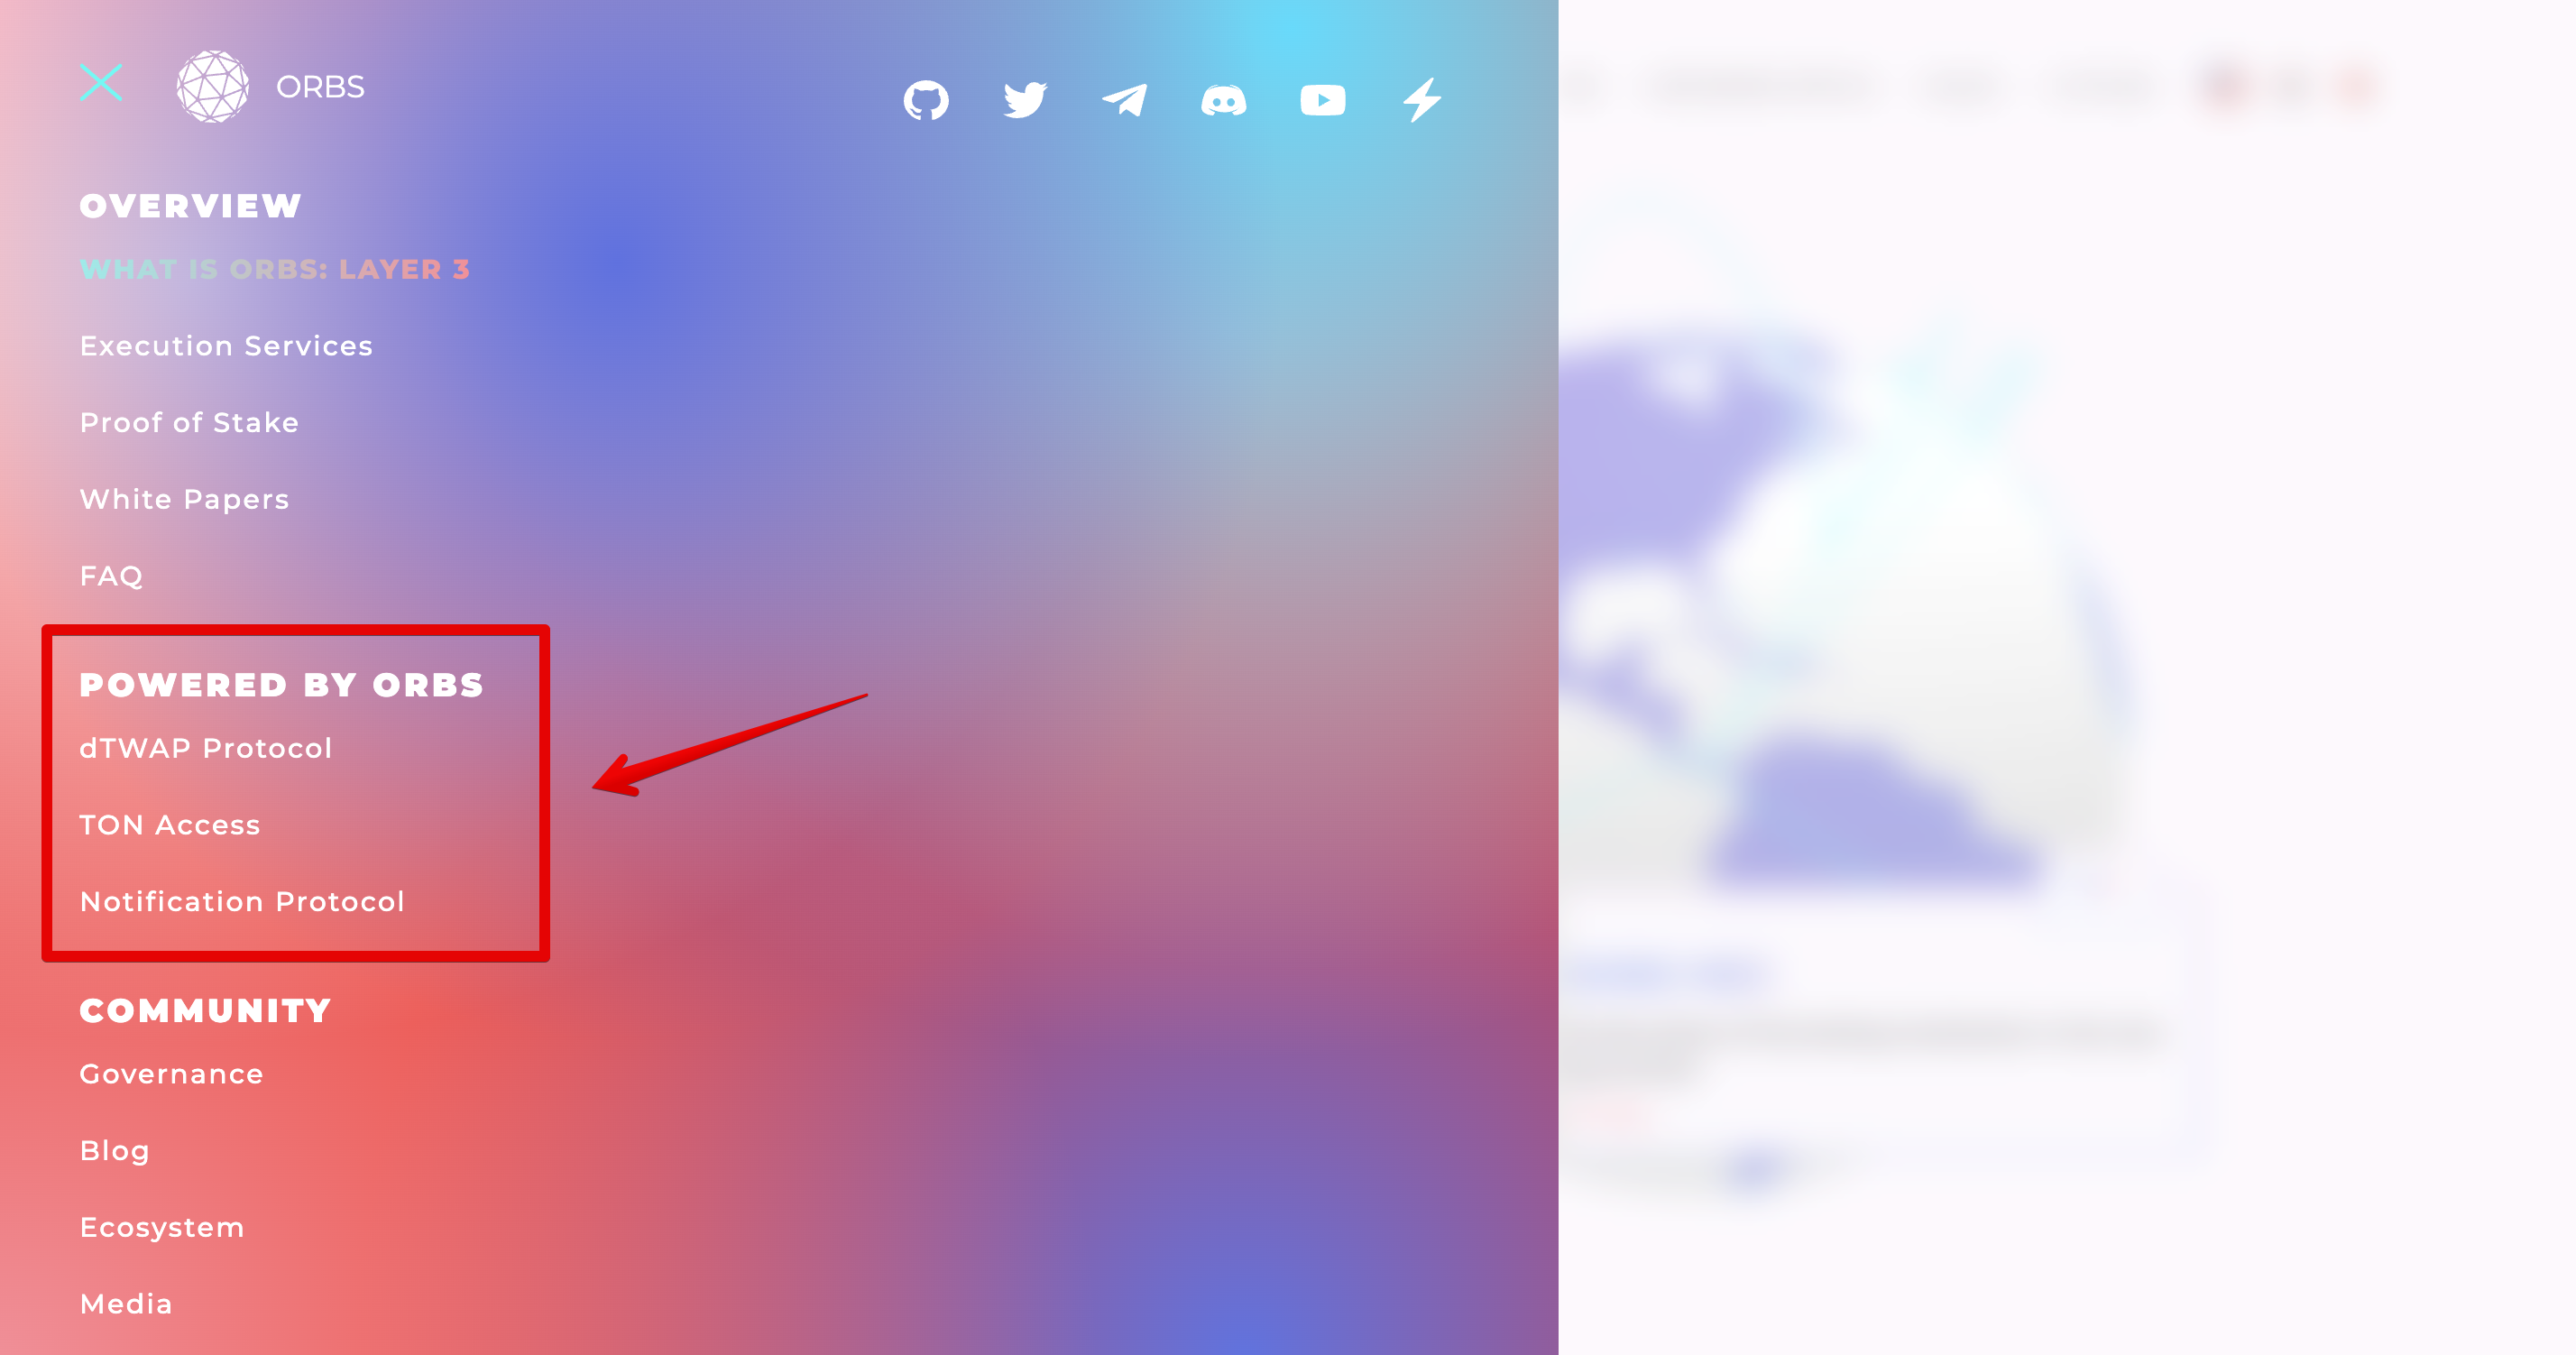 ORBS
OVERVIEW
WHAT IS ORBS: LAYER 3
Execution Services
Proof of Stake
White Papers
FAQ
POWERED BY ORBS
dTWAP Protocol
TON Access
Notification Protocol
COMMUNITY
Governance
Blog
Ecosystem
Media